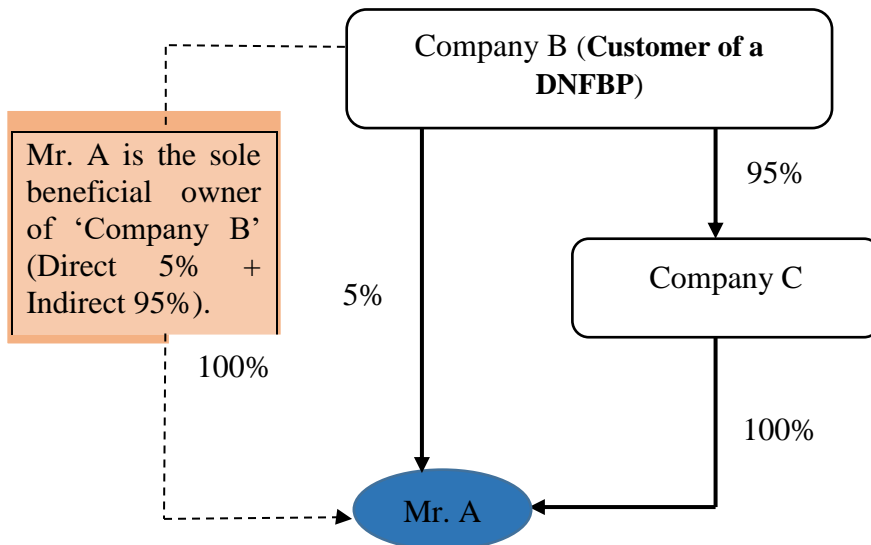 Company B (Customer of a
DNFBP)
Mr. A is the sole
beneficial owner
of ‘Company B’
(Direct 5% +
Indirect 95%).
95%
Company C
5%
100%
100%
Mr. A